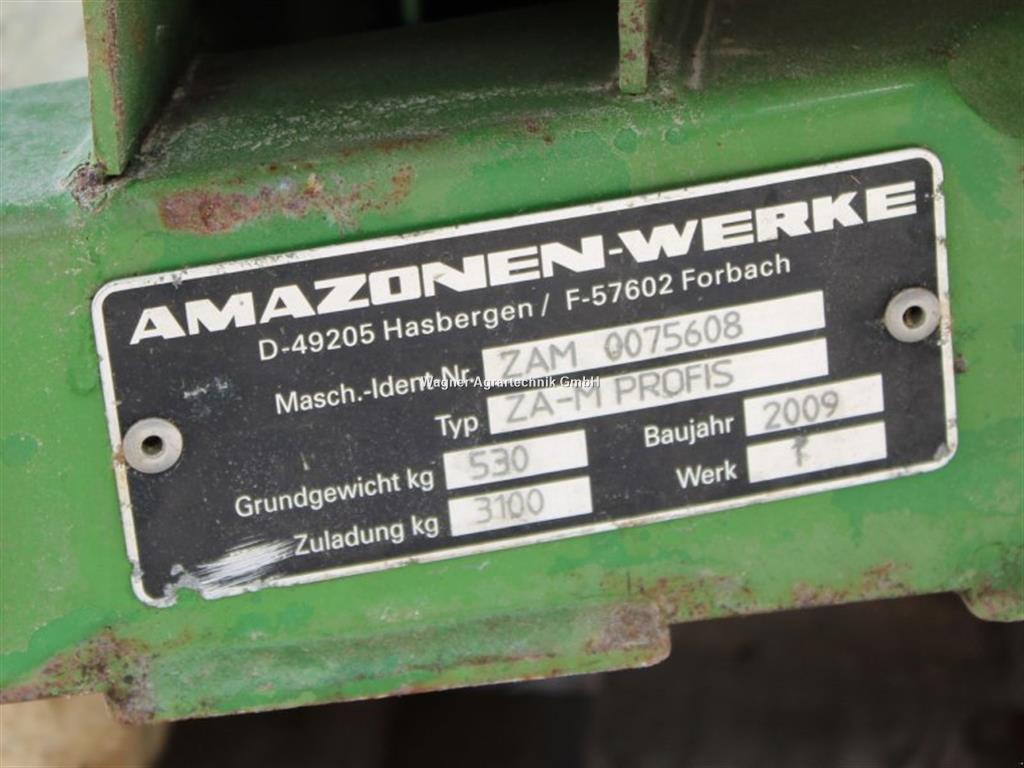 AMAZONEN-WERKE
D-49205 Hasbergen / F-57602 Forbach
Masch.-Ident.-Nr. ZAM 0075608
Wagner Agrartechnik GmbH
Typ ZA-M PROFIS
Grundgewicht kg 530 Baujahr 2009
Zuladung kg 3100 Werk 7